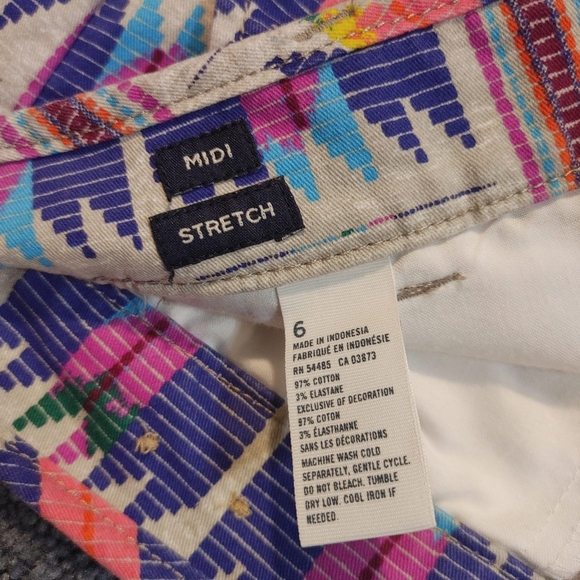 MIDI
STRETCH
6
MADE IN INDONESIA
FABRIQUÉ EN INDONÉSIE
RN 54485 CA 03873
97% COTTON
3% ELASTANE
EXCLUSIVE OF DECORATION
97% COTON
3% ÉLASTHANNE
SANS LES DÉCORATIONS
MACHINE WASH COLD
SEPARATELY, GENTLE CYCLE.
DO NOT BLEACH. TUMBLE
DRY LOW. COOL IRON IF
NEEDED.